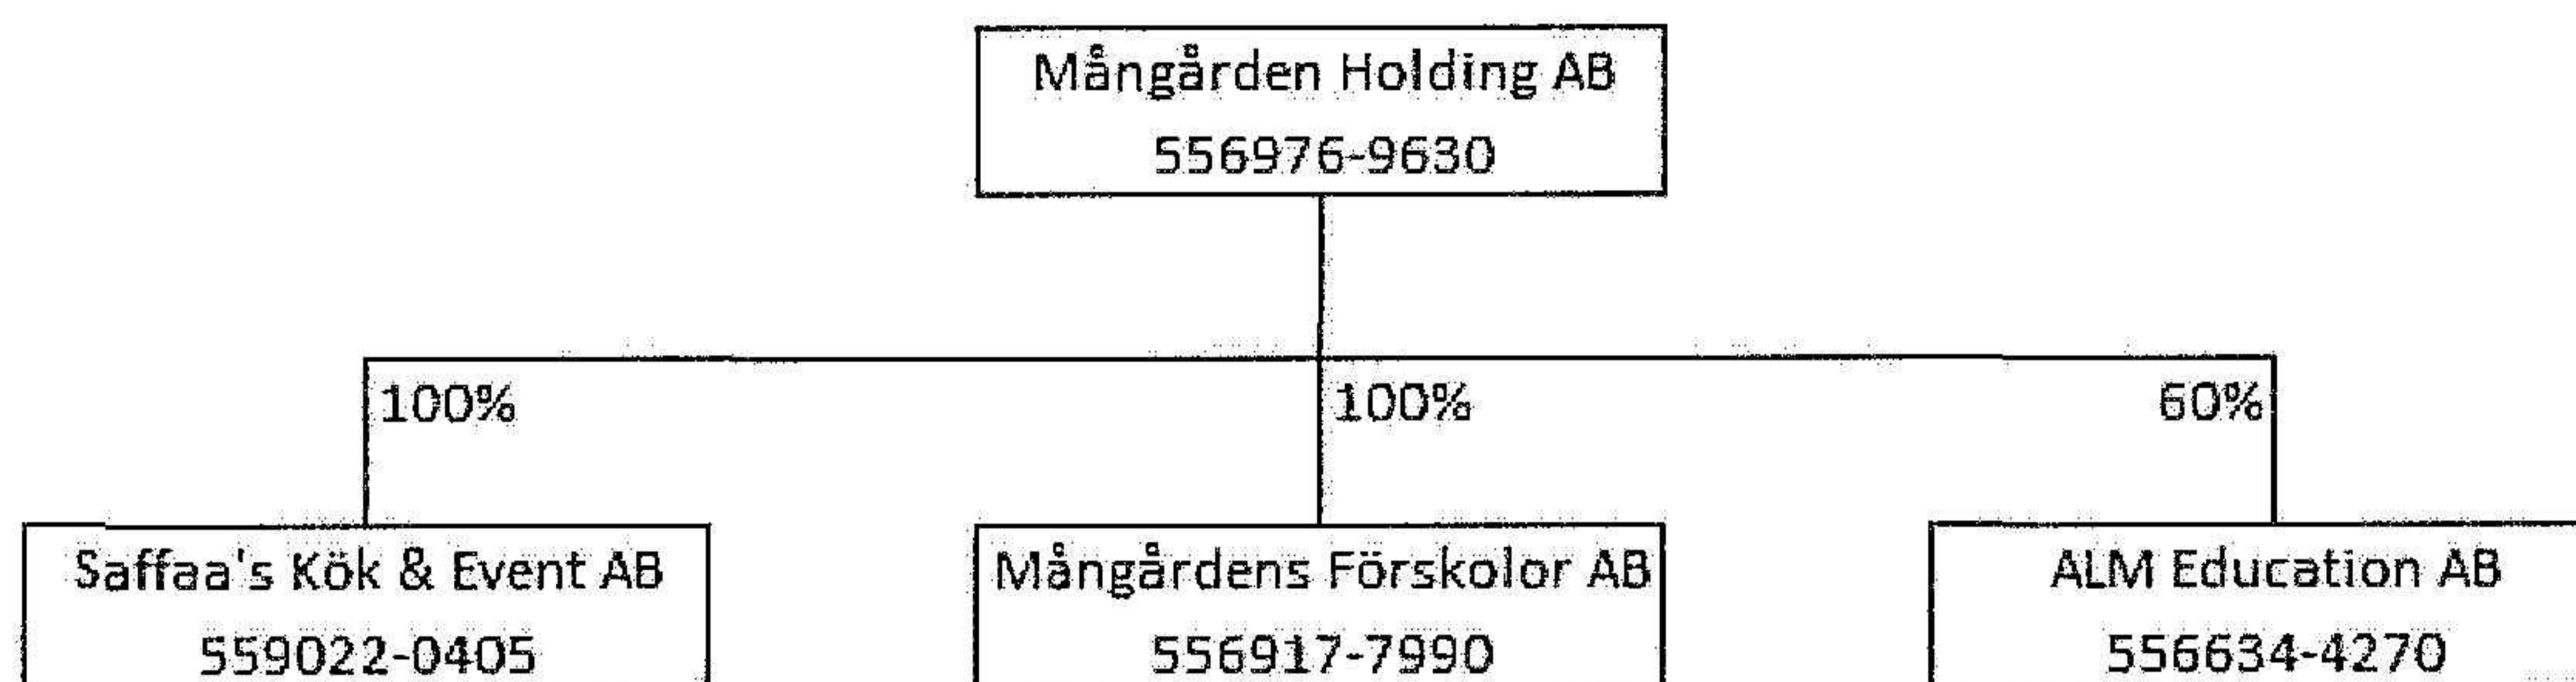 Mångården Holding AB
556976-9630
100%
100%
60%
Saffaa's Kök & Event AB
559022-0405
Mångårdens Förskolor AB
556917-7990
ALM Education AB
556634-4270